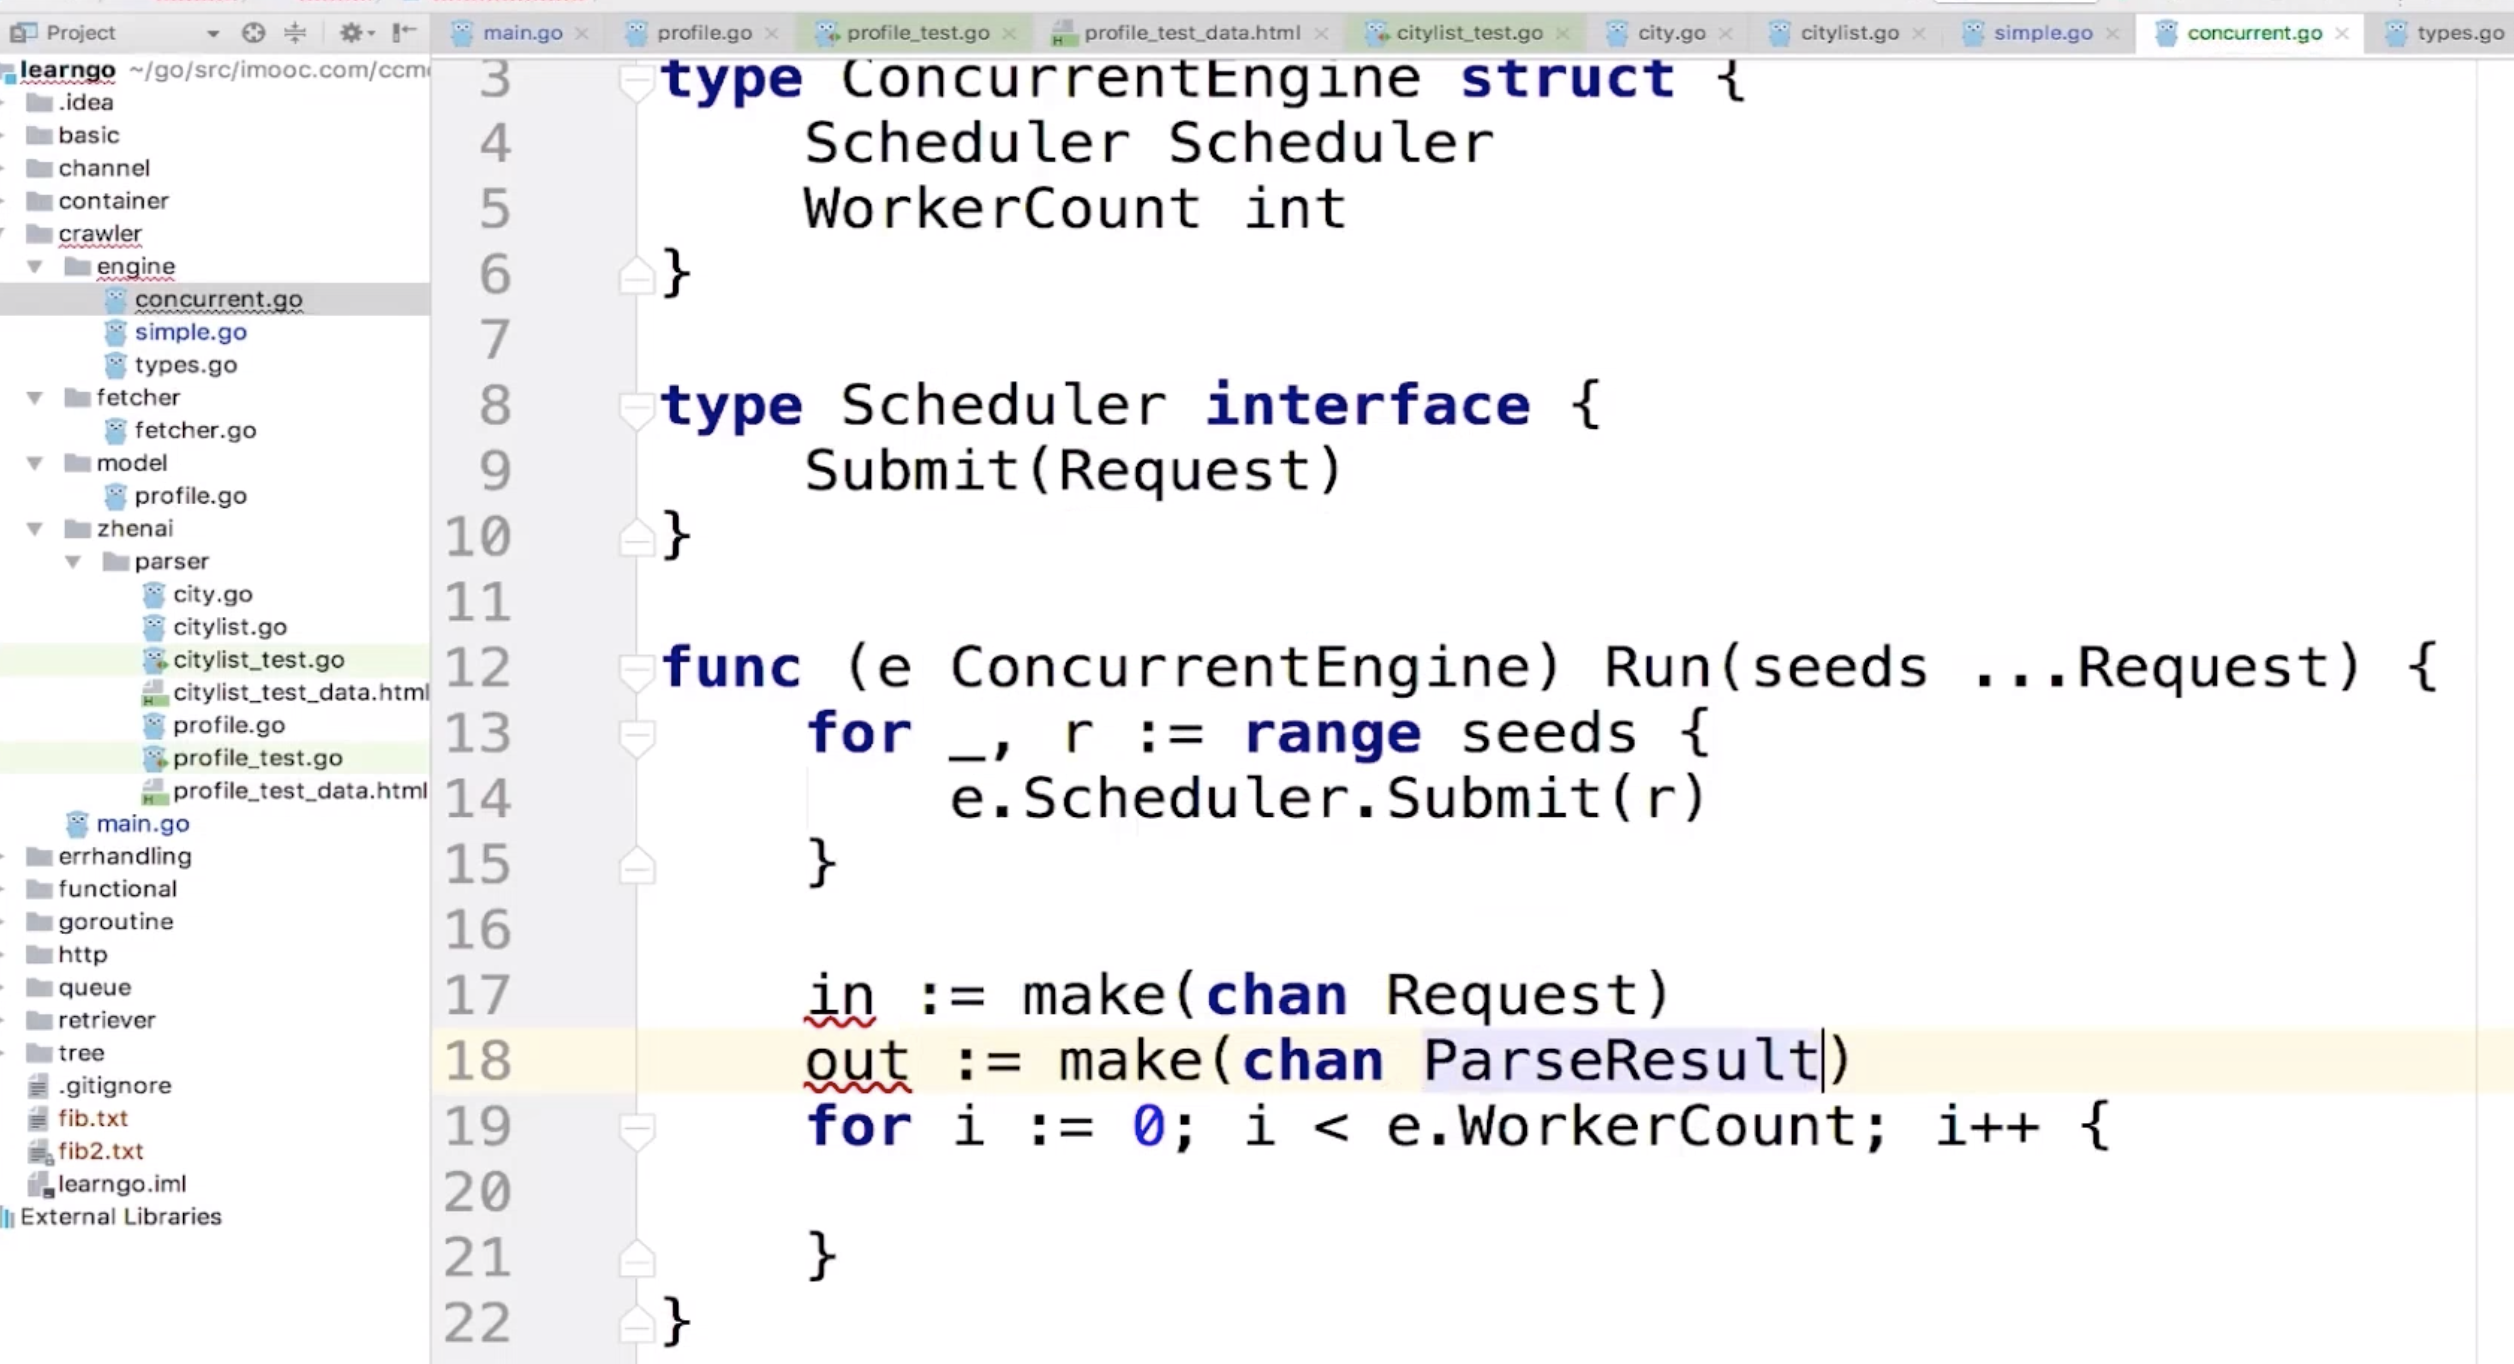 Project
main.go
profile.go
profile_test.go
profile_test_data.html
citylist_test.go
city.go
citylist.go
simple.go
concurrent.go
types.go
learngo ~/go/src/imooc.com/ccm
.idea
basic
channel
container
crawler
engine
concurrent.go
simple.go
types.go
fetcher
fetcher.go
model
profile.go
zhenai
parser
city.go
citylist.go
citylist_test.go
citylist_test_data.html
profile.go
profile_test.go
profile_test_data.html
main.go
errhandling
functional
goroutine
http
queue
retriever
tree
.gitignore
fib.txt
fib2.txt
learngo.iml
External Libraries
3 type ConcurrentEngine struct {
4 Scheduler Scheduler
5 WorkerCount int
6 }
7
8 type Scheduler interface {
9 Submit(Request)
10 }
11
12 func (e ConcurrentEngine) Run(seeds ...Request) {
13 for _, r := range seeds {
14 e.Scheduler.Submit(r)
15 }
16
17 in := make(chan Request)
18 out := make(chan ParseResult)
19 for i := 0; i < e.WorkerCount; i++ {
20
21 }
22 }